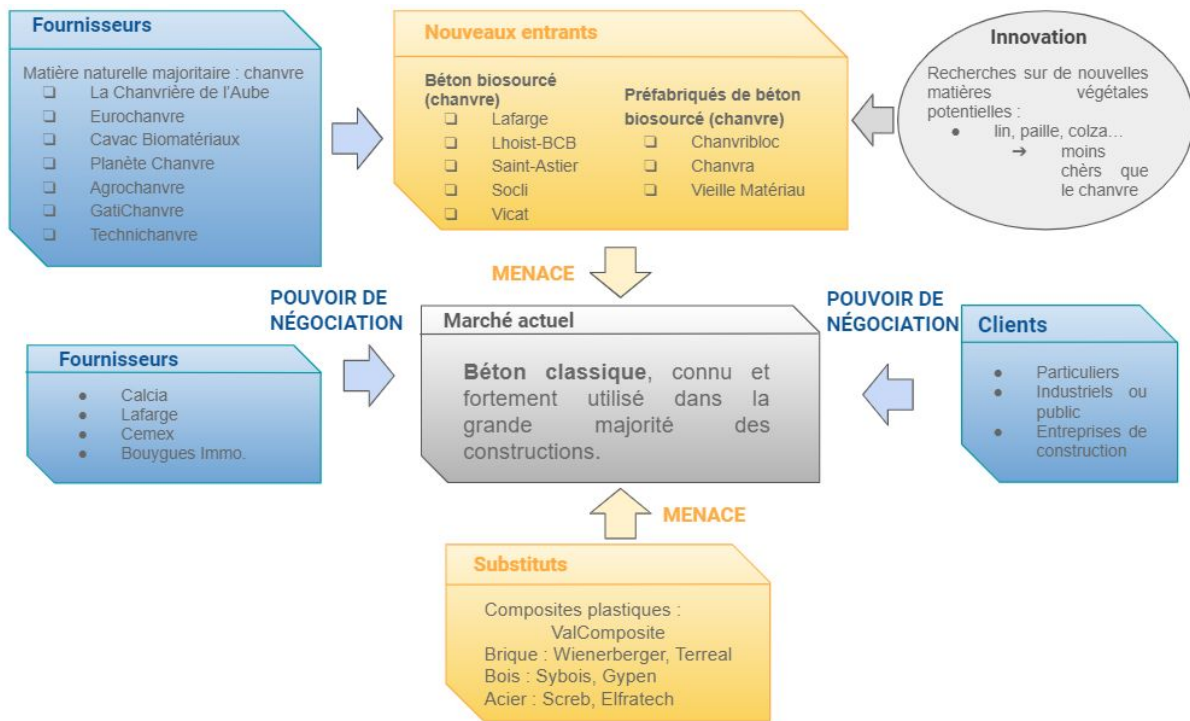 Fournisseurs
Matière naturelle majoritaire : chanvre
❏ La Chanvrière de l'Aube
❏ Eurochanvre
❏ Cavac Biomatériaux
❏ Planète Chanvre
❏ Agrochanvre
❏ GatiChanvre
❏ Technichanvre
Nouveaux entrants
Béton biosourcé
(chanvre)
❏ Lafarge
❏ Lhoist-BCB
❏ Saint-Astier
❏ Socli
❏ Vicat
Préfabriqués de béton
biosourcé (chanvre)
❏ Chanvribloc
❏ Chanvra
❏ Vieille Matériau
Innovation
Recherches sur de nouvelles
matières végétales
potentielles :
● lin, paille, colza…
➔ moins
chèrs que
le chanvre
MENACE
POUVOIR DE
NÉGOCIATION
Fournisseurs
● Calcia
● Lafarge
● Cemex
● Bouygues Immo.
Marché actuel
Béton classique, connu et
fortement utilisé dans la
grande majorité des
constructions.
POUVOIR DE
NÉGOCIATION
Clients
● Particuliers
● Industriels ou
public
● Entreprises de
construction
MENACE
Substituts
Composites plastiques :
ValComposite
Brique : Wienerberger, Terreal
Bois : Sybois, Gypen
Acier : Screb, Elfratech